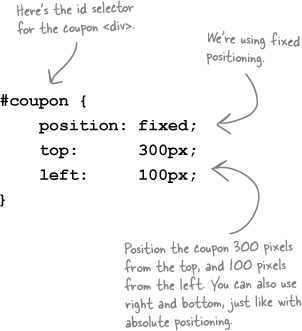 Here's the id selector
for the coupon <div>.
We're using fixed
positioning.
#coupon {
position: fixed;
top: 300px;
left: 100px;
}
Position the coupon 300 pixels
from the top, and 100 pixels
from the left. You can also use
right and bottom, just like with
absolute positioning.